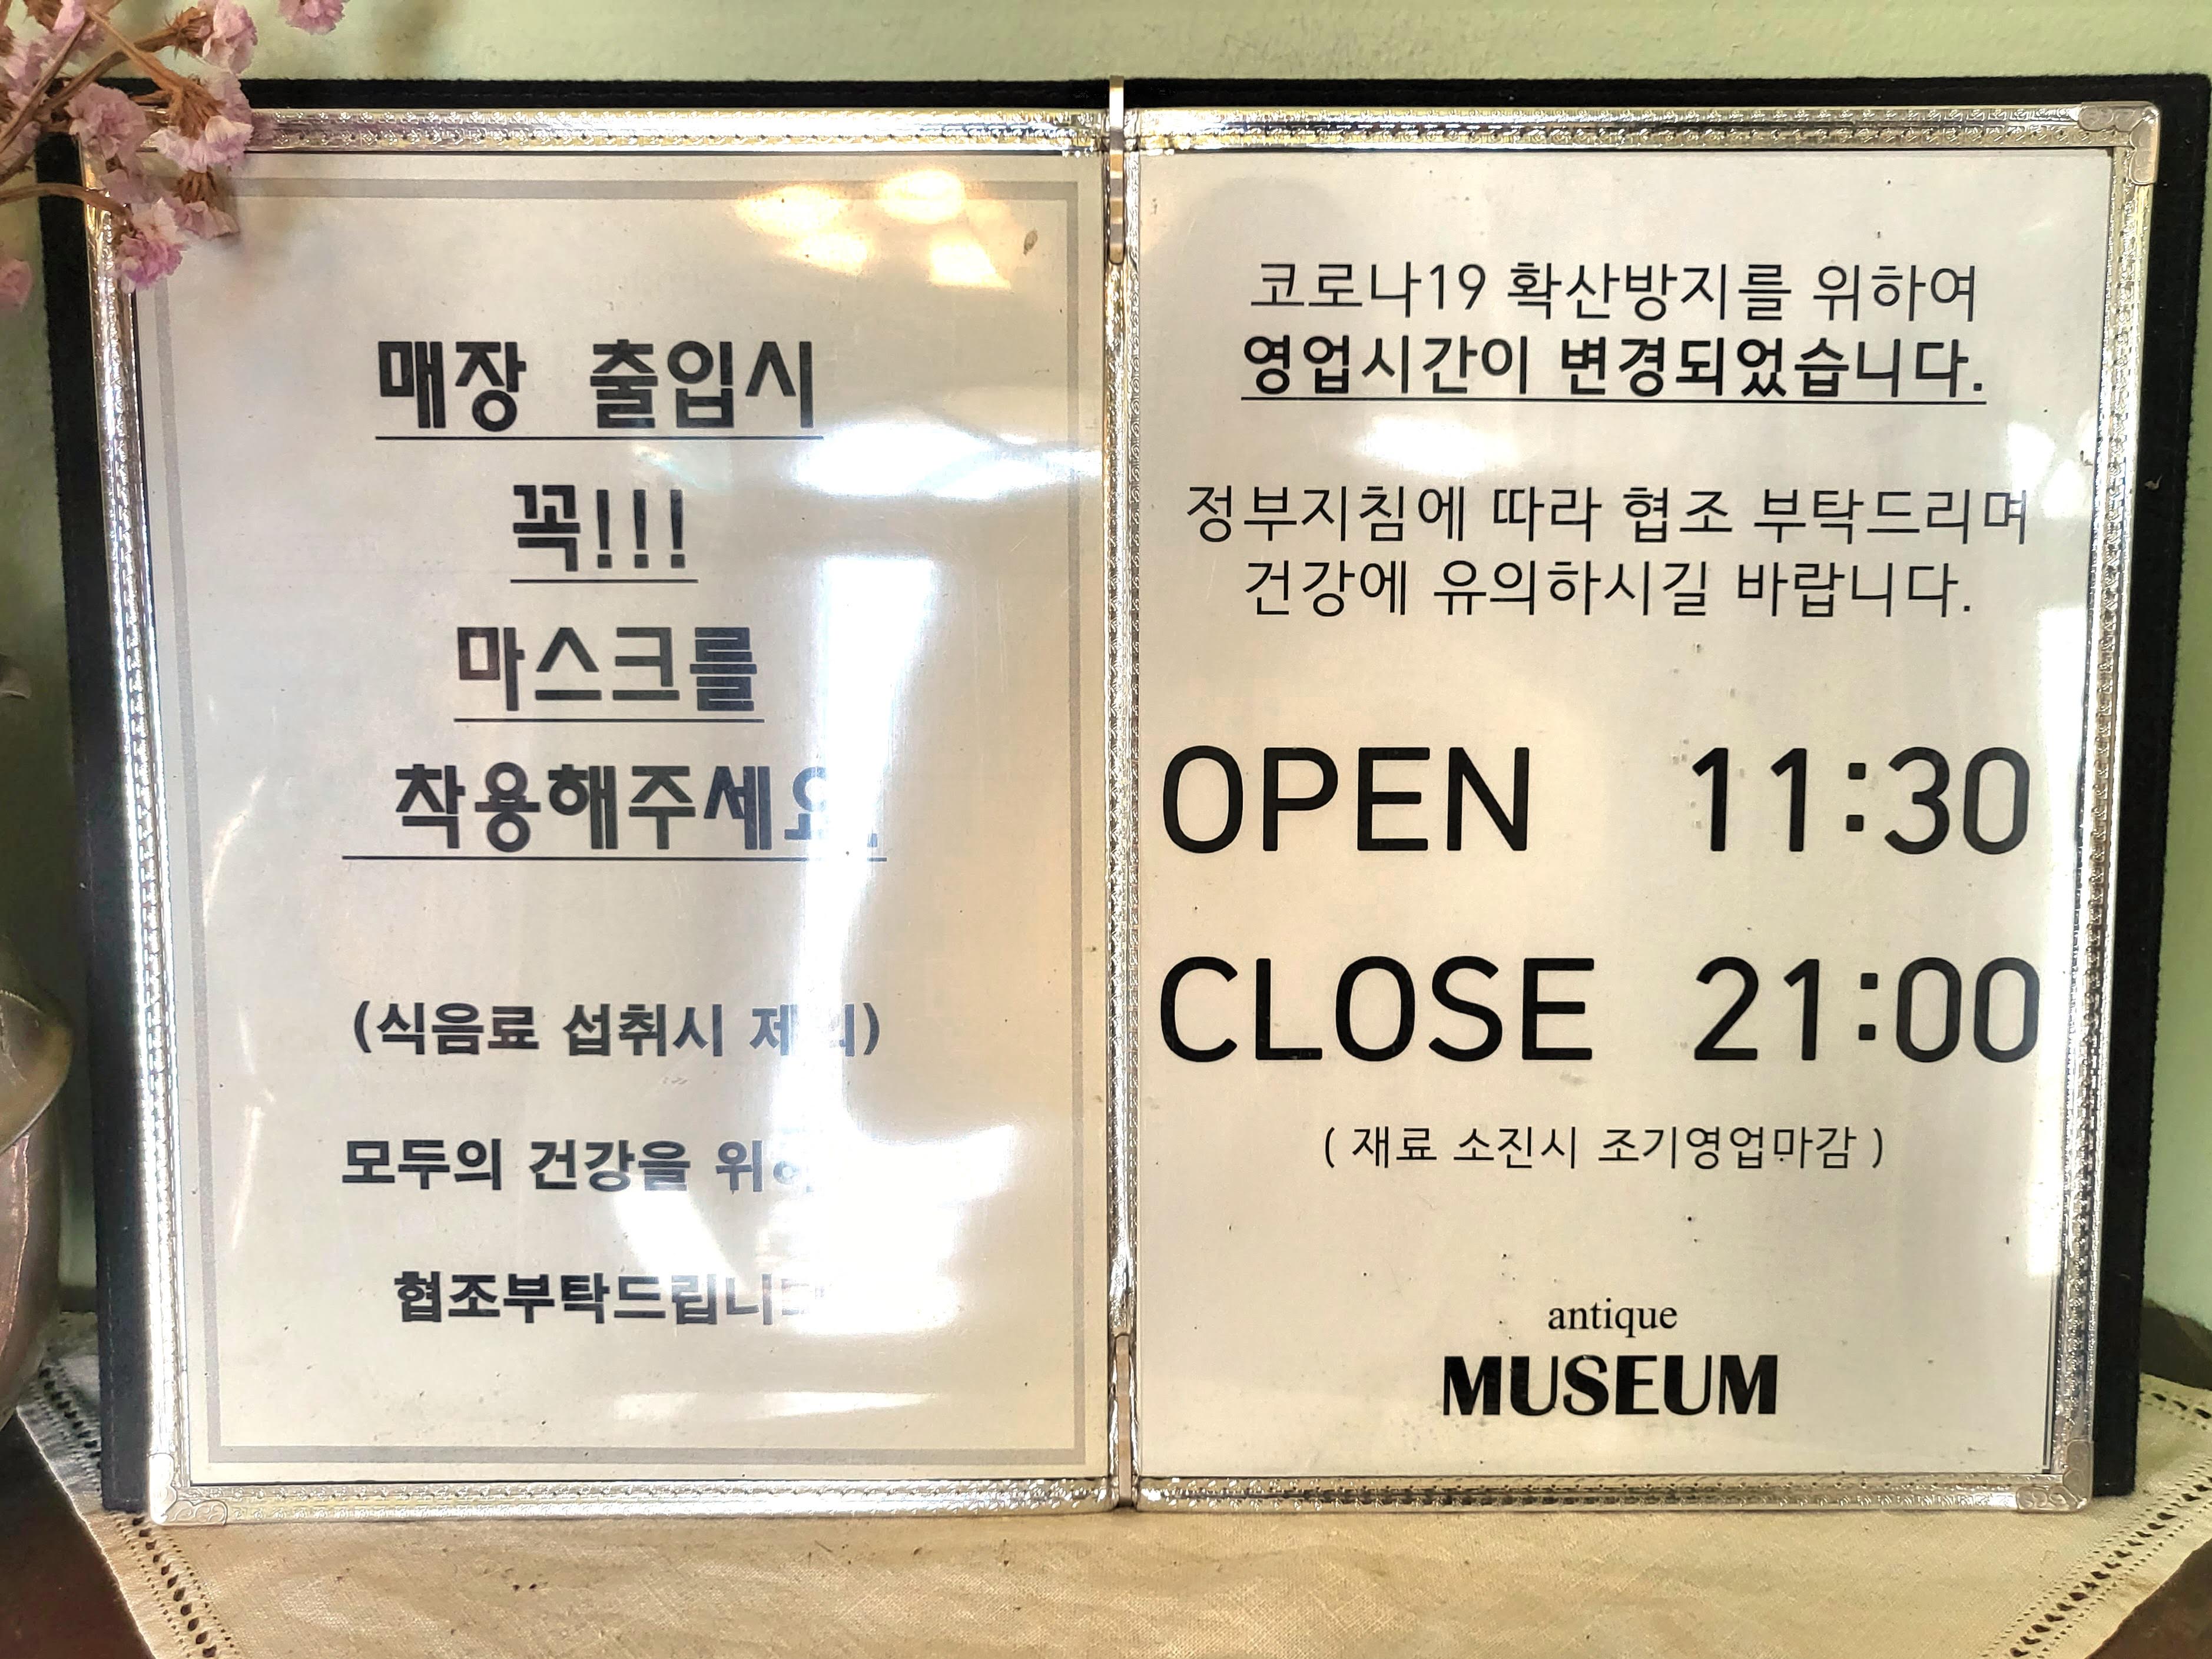 매장 출입시
꼭!!!
마스크를
착용해주세요.
(식음료 섭취시 제외)
모두의 건강을
협조부탁드립니다
코로나19 확산방지를 위하여
영업시간이 변경되었습니다.
정부지침에 따라 협조 부탁드리며
건강에 유의하시길 바랍니다.
OPEN 11:30
CLOSE 21:00
( 재료 소진시 조기영업마감 )
antique
MUSEUM